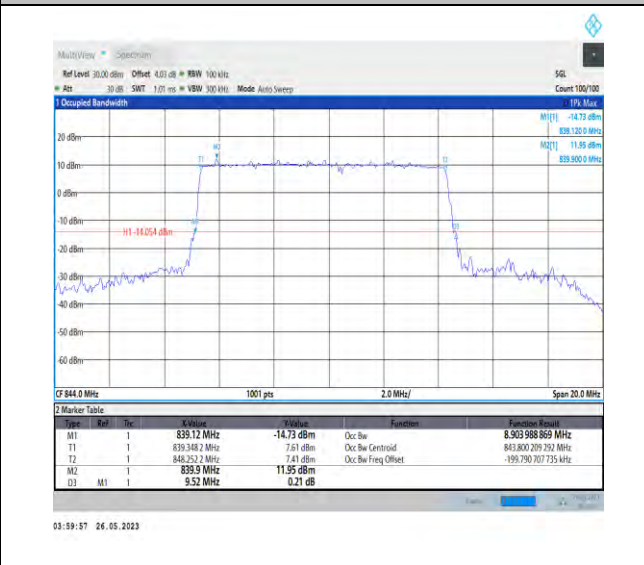 MultiView Spectrum
Ref Level 30.00 dBm Offset 4.03 dB RBW 100 kHz SGL
Att 30 dB SWT 1.01 ms VBW 300 kHz Mode Auto Sweep Count 100/100
1 Occupied Bandwidth 1Pk Max
M1[1] -14.73 dBm
839.120 0 MHz
M2[1] 11.95 dBm
839.900 0 MHz
20 dBm
M2
T1 T2
10 dBm
0 dBm
-10 dBm
H1 -14.054 dBm
-20 dBm
-30 dBm
-40 dBm
-50 dBm
-60 dBm
CF 844.0 MHz 1001 pts 2.0 MHz/ Span 20.0 MHz
2 Marker Table
Type Ref Trc X-Value Y-Value Function Function Result
M1 1 839.12 MHz -14.73 dBm Occ Bw 8.903 988 869 MHz
T1 1 839.348 2 MHz 7.61 dBm Occ Bw Centroid 843.800 209 292 MHz
T2 1 848.252 2 MHz 7.41 dBm Occ Bw Freq Offset -199.790 707 735 kHz
M2 1 839.9 MHz 11.95 dBm
D3 M1 1 9.52 MHz 0.21 dB
03:59:57 26.05.2023